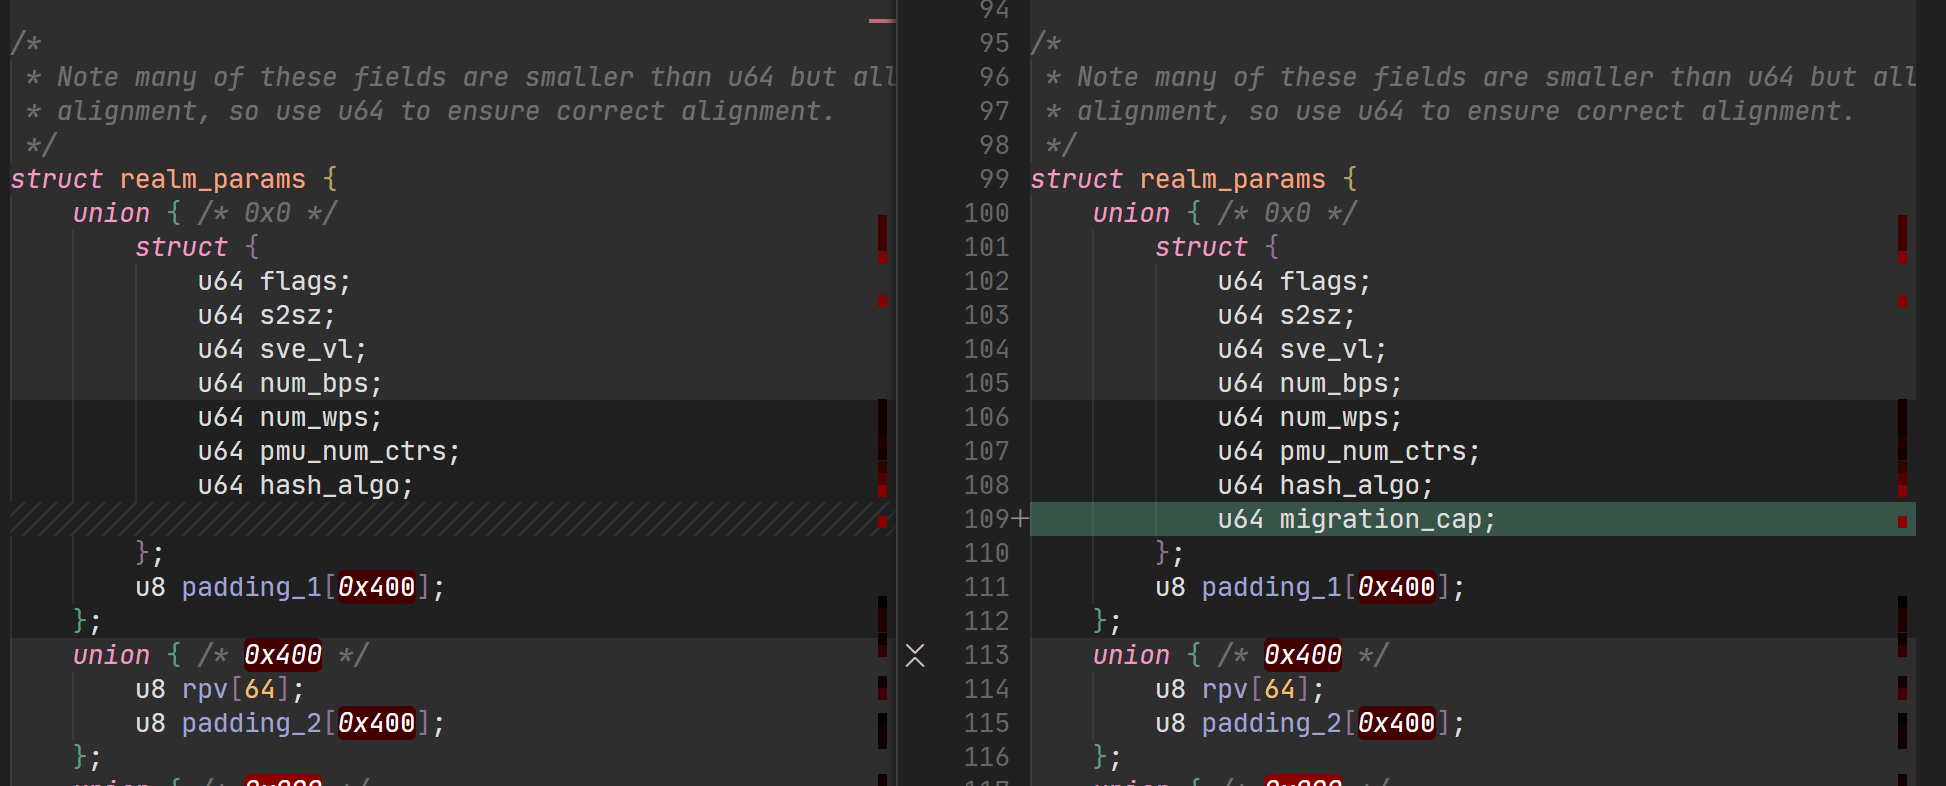 /*
 * Note many of these fields are smaller than u64 but all
 * alignment, so use u64 to ensure correct alignment.
 */
struct realm_params {
    union { /* 0x0 */
        struct {
            u64 flags;
            u64 s2sz;
            u64 sve_vl;
            u64 num_bps;
            u64 num_wps;
            u64 pmu_num_ctrs;
            u64 hash_algo;
        };
        u8 padding_1[0x400];
    };
    union { /* 0x400 */
        u8 rpv[64];
        u8 padding_2[0x400];
    };
94
95 /*
96  * Note many of these fields are smaller than u64 but all
97  * alignment, so use u64 to ensure correct alignment.
98  */
99 struct realm_params {
100     union { /* 0x0 */
101         struct {
102             u64 flags;
103             u64 s2sz;
104             u64 sve_vl;
105             u64 num_bps;
106             u64 num_wps;
107             u64 pmu_num_ctrs;
108             u64 hash_algo;
109+             u64 migration_cap;
110         };
111         u8 padding_1[0x400];
112     };
113     union { /* 0x400 */
114         u8 rpv[64];
115         u8 padding_2[0x400];
116     };